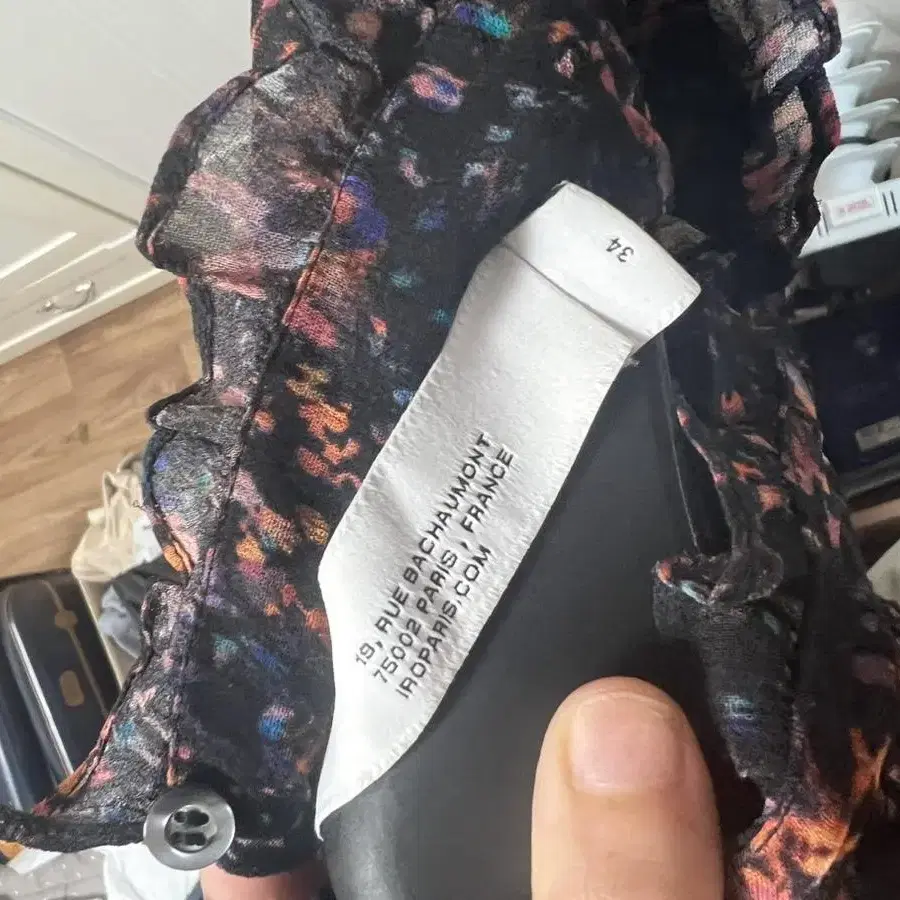 34
19, RUE BACHAUMONT
75002 PARIS, FRANCE
IROPARIS.COM